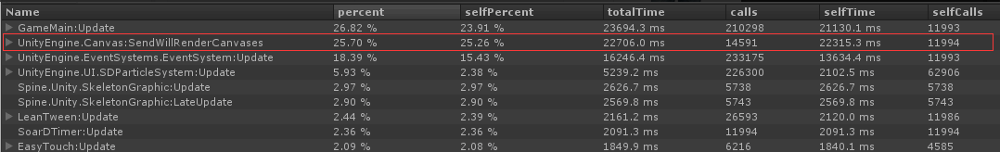 Name percent selfPercent totalTime calls selfTime selfCalls
GameMain:Update 26.82 % 23.91 % 23694.3 ms 210298 21130.1 ms 11993
UnityEngine.Canvas:SendWillRenderCanvases 25.70 % 25.26 % 22706.0 ms 14591 22315.3 ms 11994
UnityEngine.EventSystems.EventSystem:Update 18.39 % 15.43 % 16246.4 ms 233175 13634.4 ms 11993
UnityEngine.UI.SDParticleSystem:Update 5.93 % 2.38 % 5239.2 ms 226300 2102.5 ms 62906
Spine.Unity.SkeletonGraphic:Update 2.97 % 2.97 % 2626.7 ms 5738 2626.7 ms 5738
Spine.Unity.SkeletonGraphic:LateUpdate 2.90 % 2.90 % 2569.8 ms 5743 2569.8 ms 5743
LeanTween:Update 2.44 % 2.39 % 2161.2 ms 26593 2120.0 ms 11986
SoarDTimer:Update 2.36 % 2.36 % 2091.3 ms 11994 2091.3 ms 11994
EasyTouch:Update 2.09 % 2.08 % 1849.9 ms 6216 1840.1 ms 4585